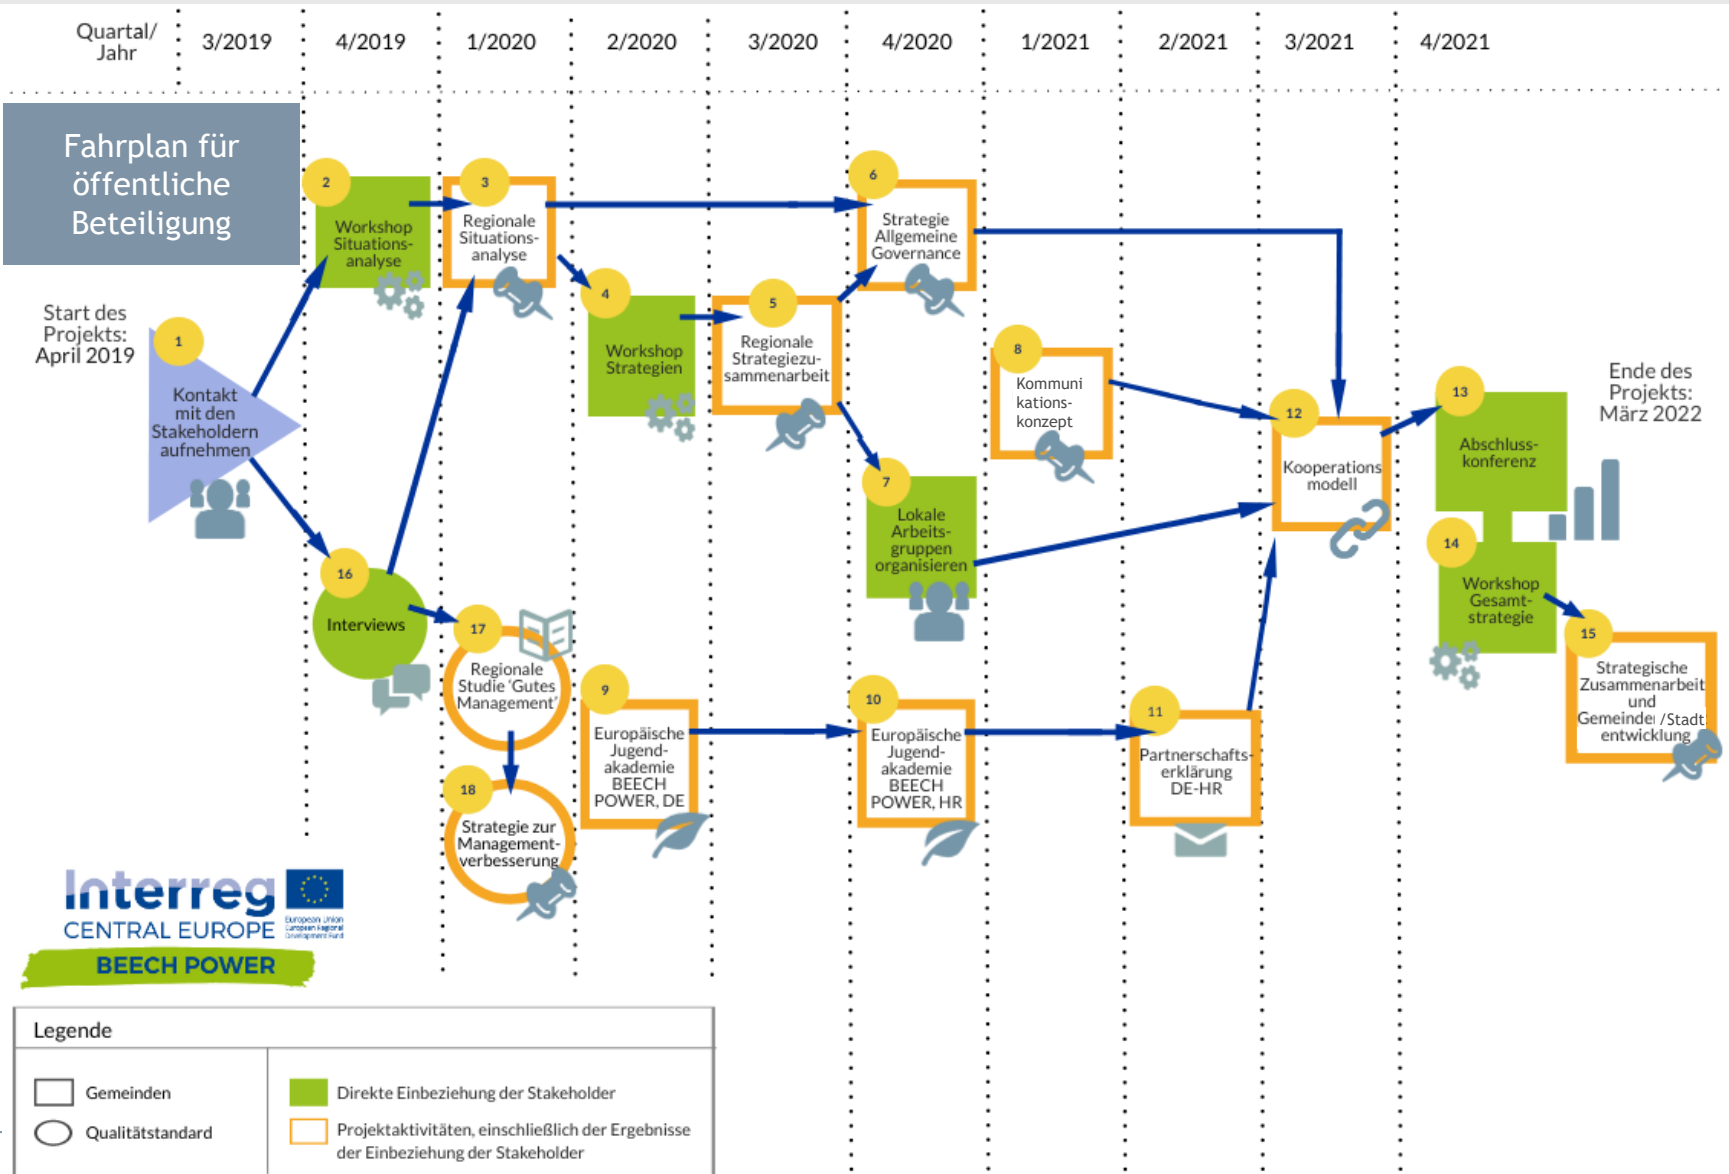 Quartal/
Jahr
3/2019
4/2019
1/2020
2/2020
3/2020
4/2020
1/2021
2/2021
3/2021
4/2021
Fahrplan für
öffentliche
Beteiligung
Start des
Projekts:
April 2019
1
Kontakt
mit den
Stakeholdern
aufnehmen
2
Workshop
Situations-
analyse
3
Regionale
Situations-
analyse
4
Workshop
Strategien
5
Regionale
Strategiezu-
sammenarbeit
6
Strategie
Allgemeine
Governance
7
Lokale
Arbeits-
gruppen
organisieren
8
Kommuni
kations-
konzept
9
Europäische
Jugend-
akademie
BEECH
POWER, DE
10
Europäische
Jugend-
akademie
BEECH
POWER, HR
11
Partnerschafts-
erklärung
DE-HR
12
Kooperations
modell
13
Abschluss-
konferenz
14
Workshop
Gesamt-
strategie
15
Strategische
Zusammenarbeit
und
Gemeinde/Stadt
entwicklung
Ende des
Projekts:
März 2022
16
Interviews
17
Regionale
Studie ‘Gutes
Management’
18
Strategie zur
Management-
verbesserung
Interreg
CENTRAL EUROPE
European Union
European Regional
Development Fund
BEECH POWER
Legende
Gemeinden
Qualitätstandard
Direkte Einbeziehung der Stakeholder
Projektaktivitäten, einschließlich der Ergebnisse
der Einbeziehung der Stakeholder